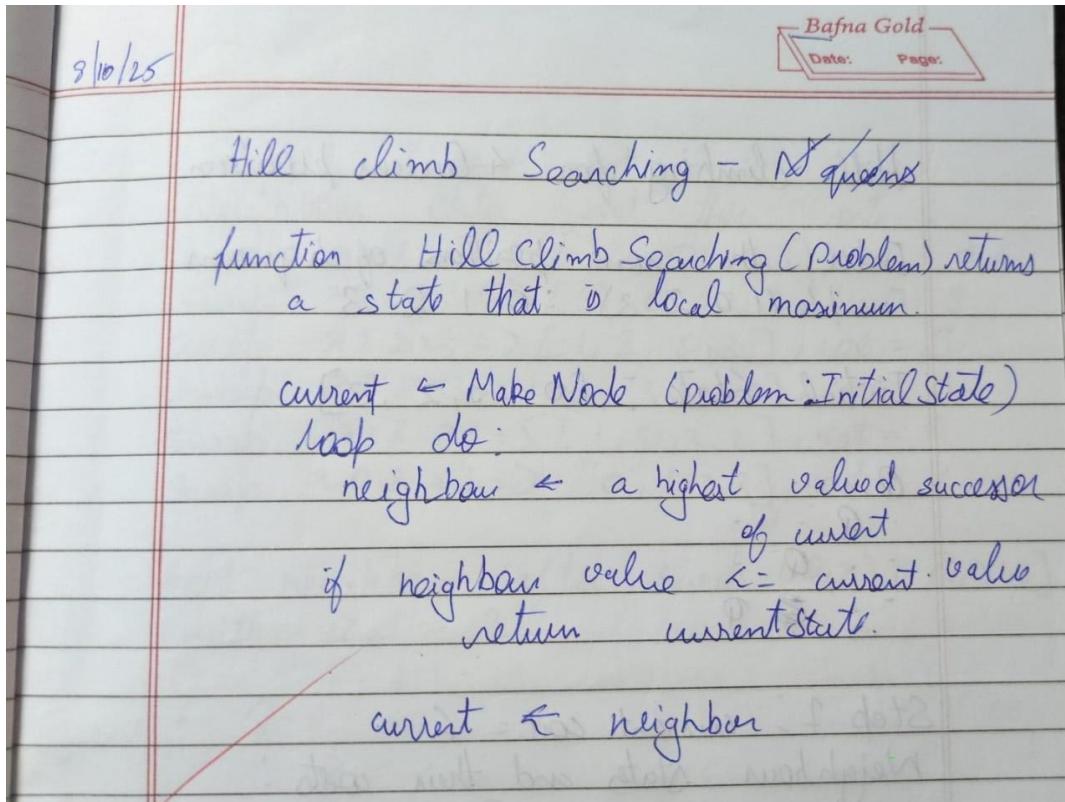 Bafna Gold
Date: Page:
8/10/25
Hill climb Searching - N queens
function Hill Climb Searching (Problem) returns
a state that is local maximum.
current ← Make Node (problem. Initial State)
loop do:
neighbour ← a highest valued successor
of current
if neighbour value <= current. value
return current State.
current ← neighbor